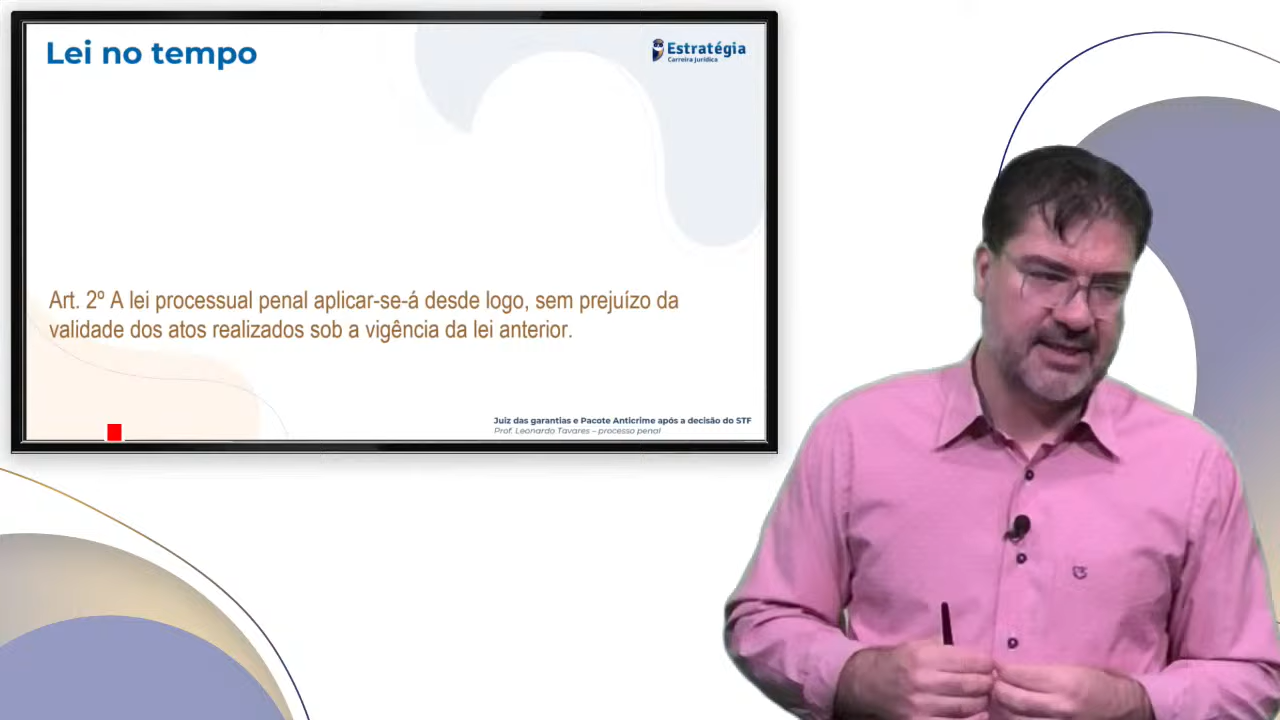 Lei no tempo
Estratégia
Carreira Jurídica
Art. 2º A lei processual penal aplicar-se-á desde logo, sem prejuízo da
validade dos atos realizados sob a vigência da lei anterior.
Juiz das garantias e Pacote Anticrime após a decisão do STF
Prof. Leonardo Tavares – processo penal